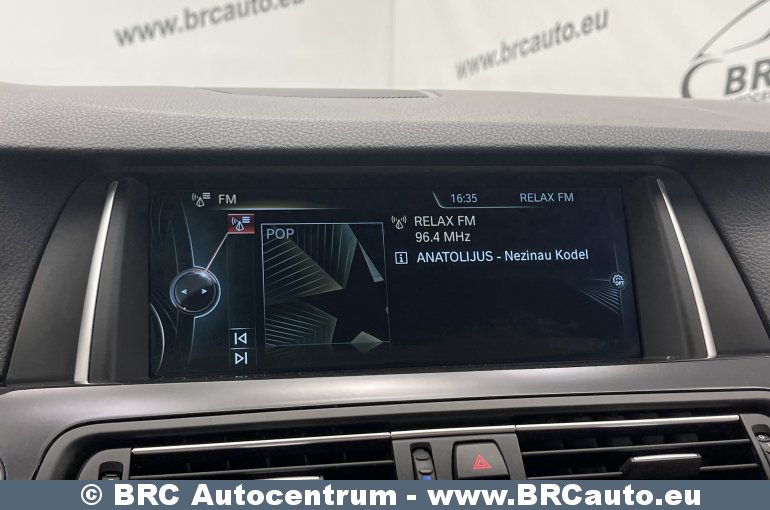 www.BRCauto.eu
www.brcauto.eu
BRC
FM
16:35
RELAX FM
POP
RELAX FM
96.4 MHz
ANATOLIJUS - Nezinau Kodel
OPT
© BRC Autocentrum - www.BRCauto.eu